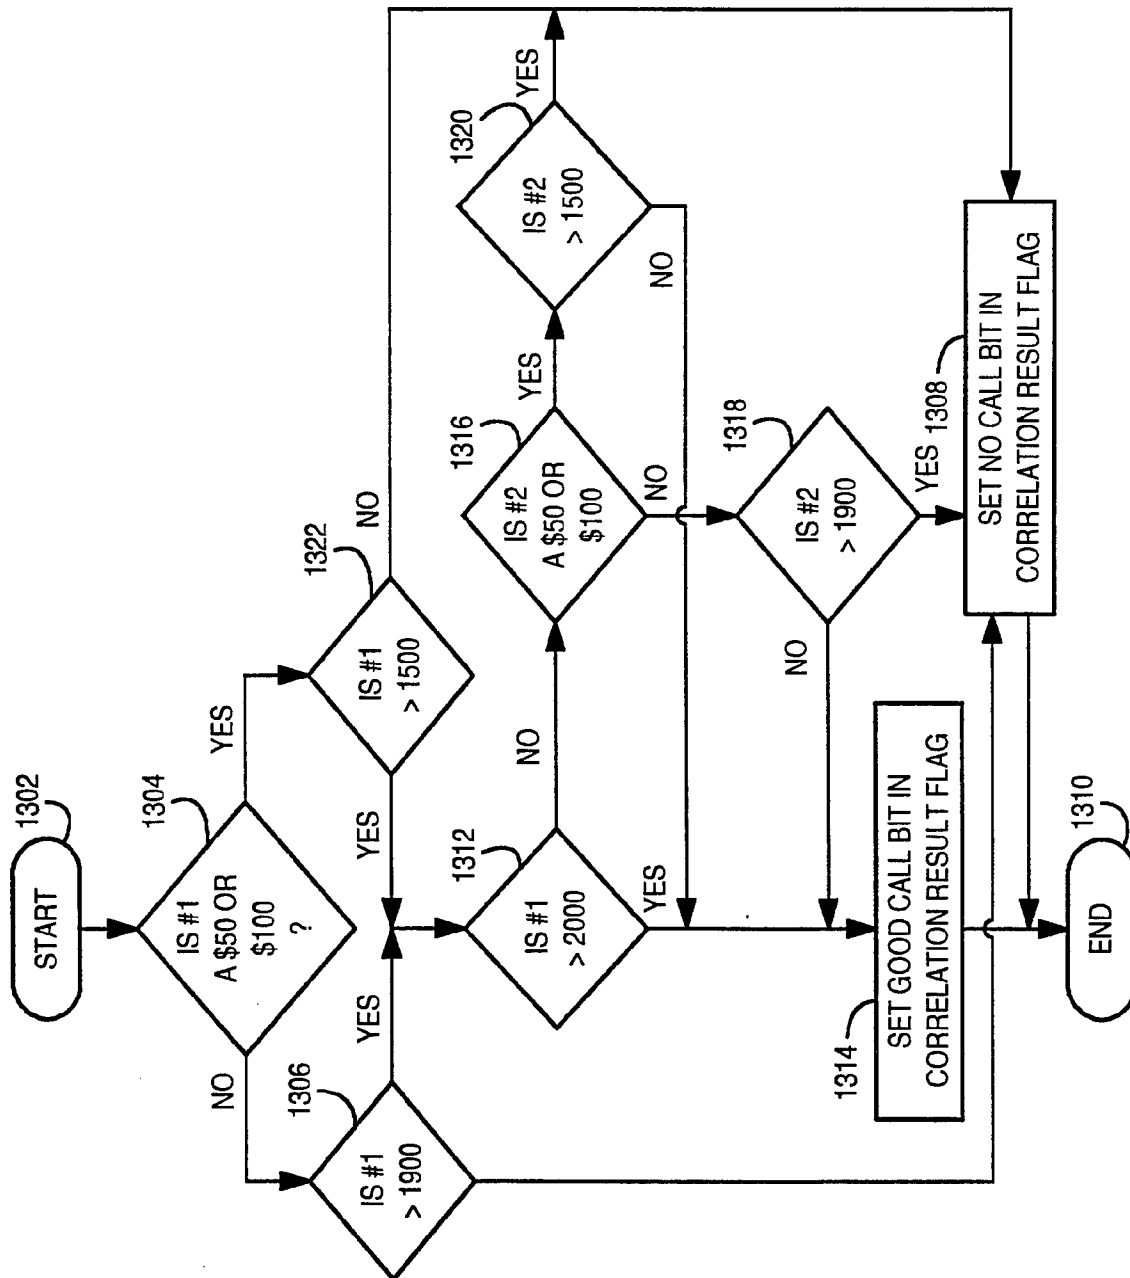 START
1302
IS #1
A $50 OR
$100
?
1304
NO
YES
IS #1
> 1900
1306
YES
IS #1
> 1500
1322
YES
NO
IS #1
> 2000
1312
NO
YES
IS #2
A $50 OR
$100
1316
YES
NO
IS #2
> 1500
1320
YES
NO
IS #2
> 1900
1318
NO
YES
SET GOOD CALL BIT IN
CORRELATION RESULT FLAG
1314
SET NO CALL BIT IN
CORRELATION RESULT FLAG
1308
END
1310